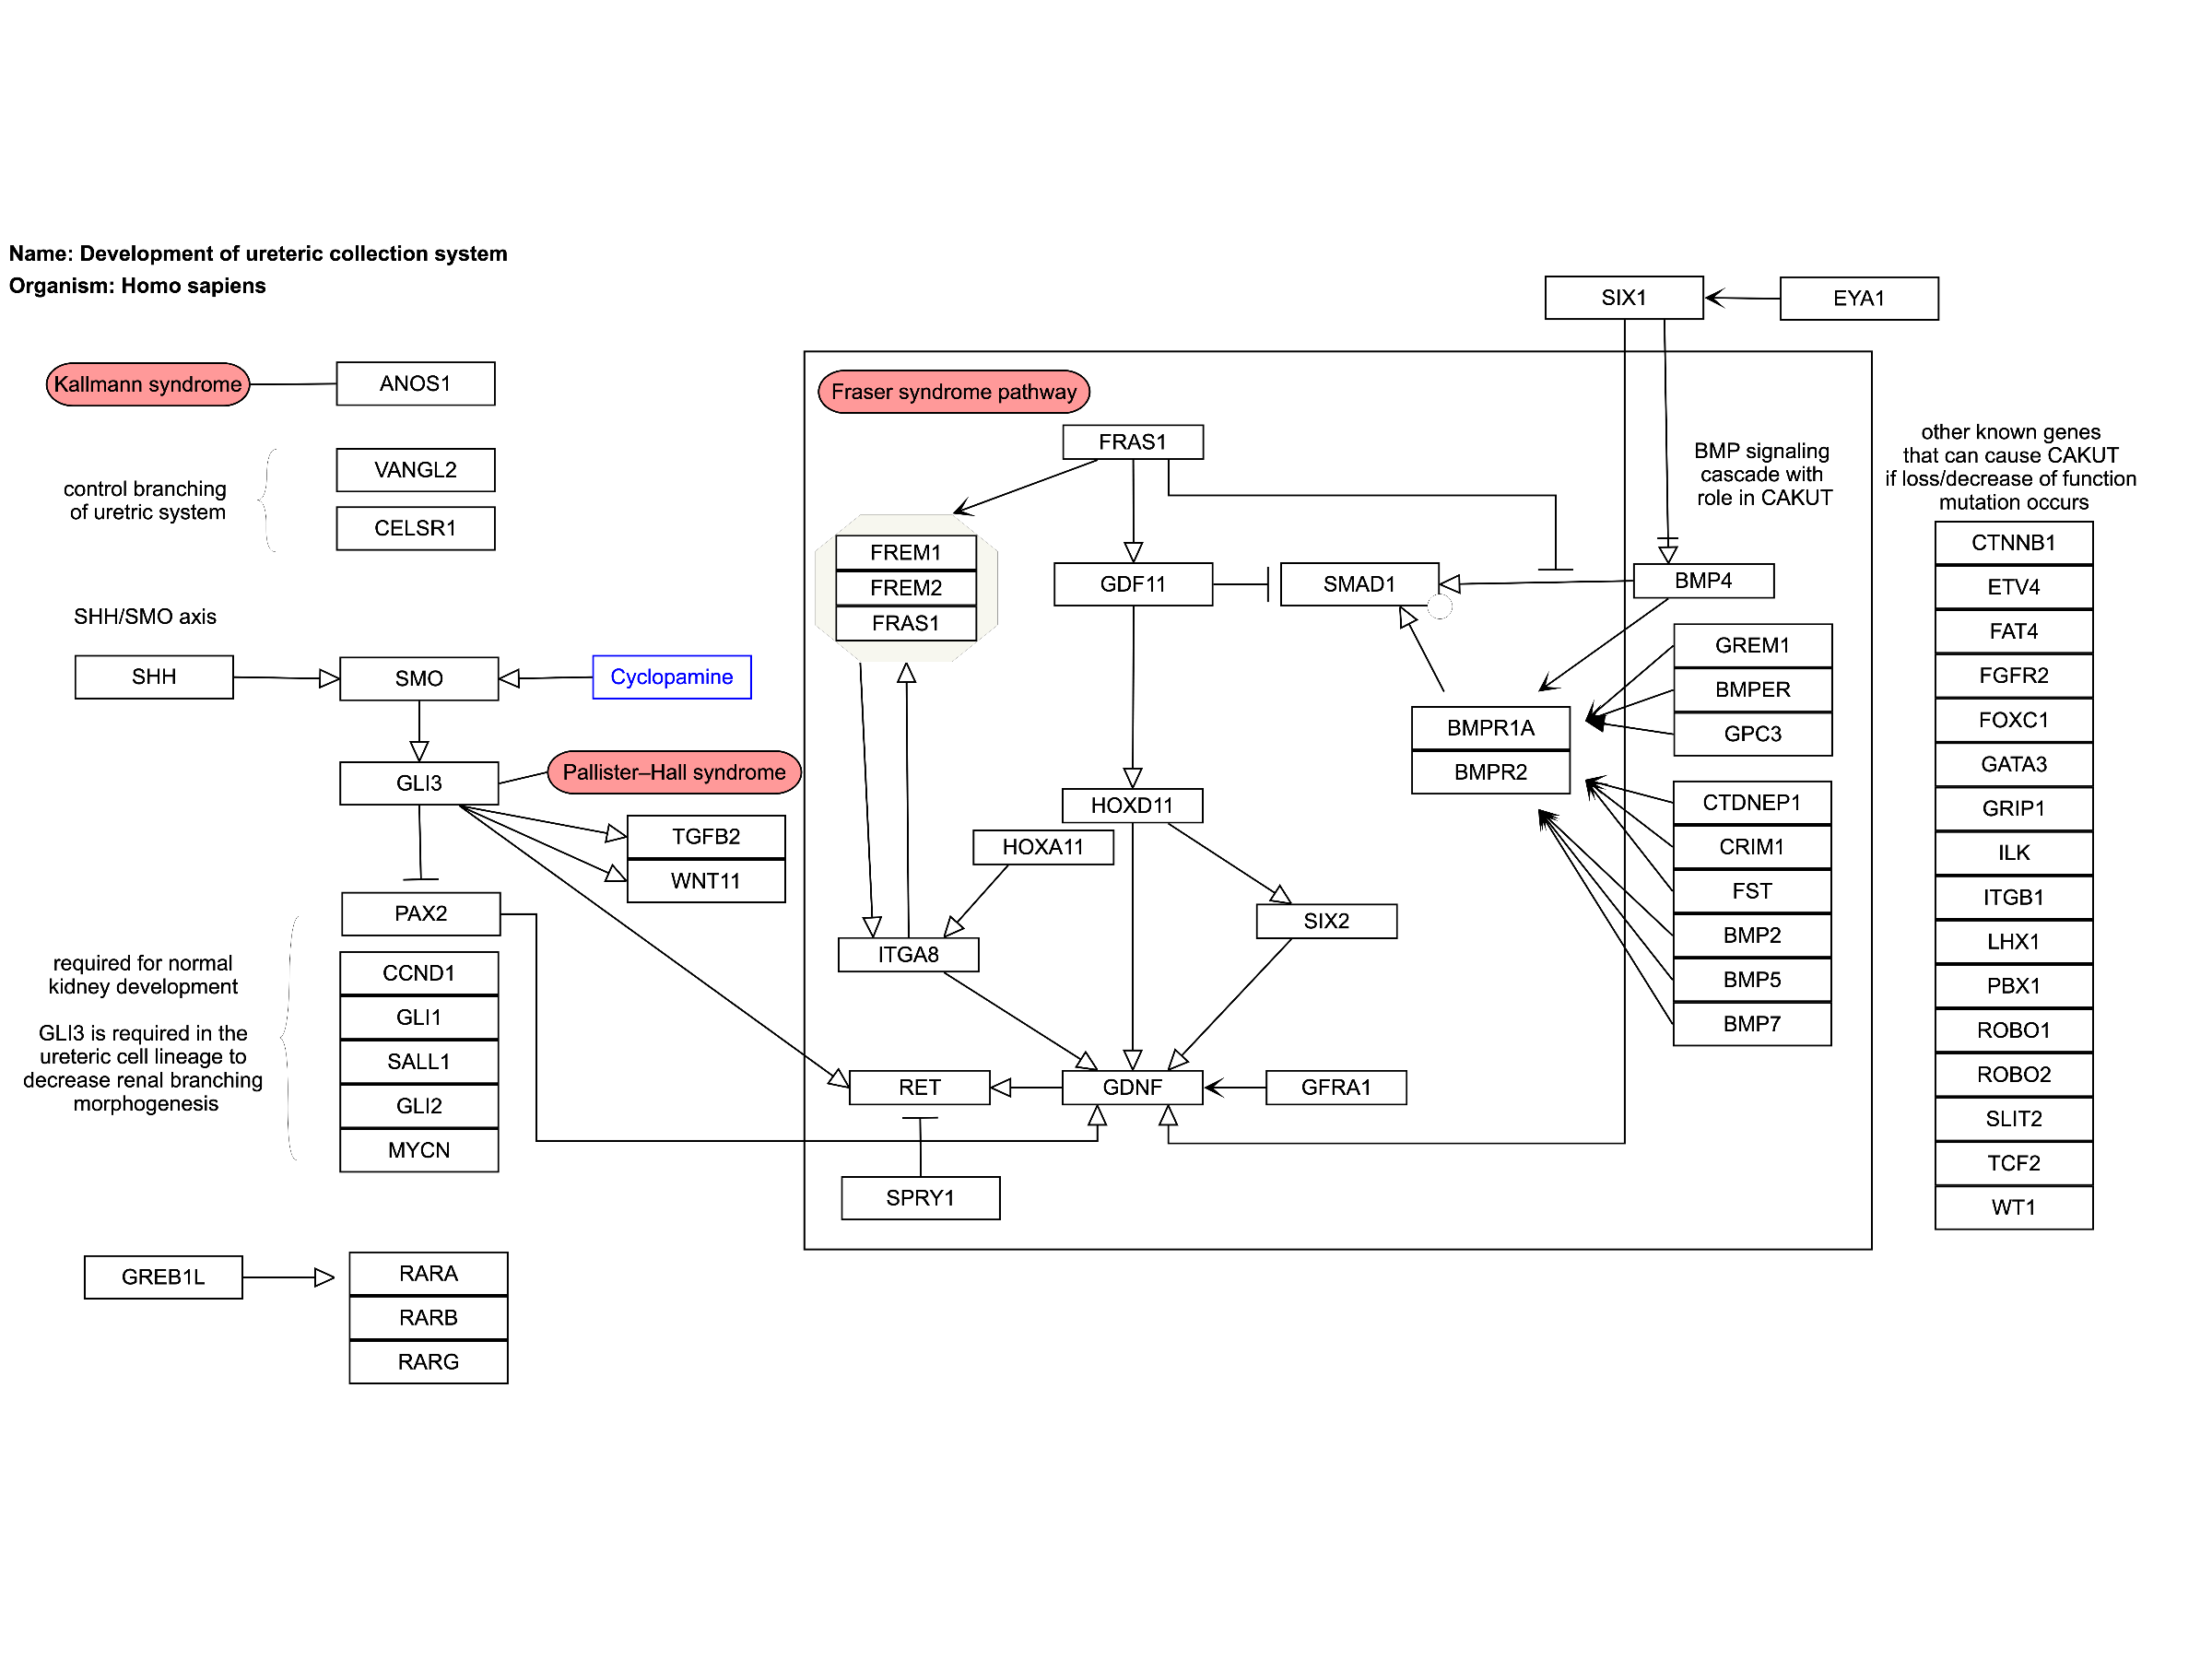 Name: Development of ureteric collection system
Organism: Homo sapiens
Kallmann syndrome
ANOS1
control branching
of uretric system
VANGL2
CELSR1
SHH/SMO axis
SHH
SMO
Cyclopamine
GLI3
Pallister–Hall syndrome
TGFB2
WNT11
PAX2
required for normal
kidney development
GLI3 is required in the
ureteric cell lineage to
decrease renal branching
morphogenesis
CCND1
GLI1
SALL1
GLI2
MYCN
GREB1L
RARA
RARB
RARG
Fraser syndrome pathway
FRAS1
FREM1
FREM2
FRAS1
GDF11
SMAD1
BMPR1A
BMPR2
HOXD11
HOXA11
ITGA8
SIX2
RET
GDNF
GFRA1
SPRY1
SIX1
EYA1
BMP signaling
cascade with
role in CAKUT
BMP4
GREM1
BMPER
GPC3
CTDNEP1
CRIM1
FST
BMP2
BMP5
BMP7
other known genes
that can cause CAKUT
if loss/decrease of function
mutation occurs
CTNNB1
ETV4
FAT4
FGFR2
FOXC1
GATA3
GRIP1
ILK
ITGB1
LHX1
PBX1
ROBO1
ROBO2
SLIT2
TCF2
WT1